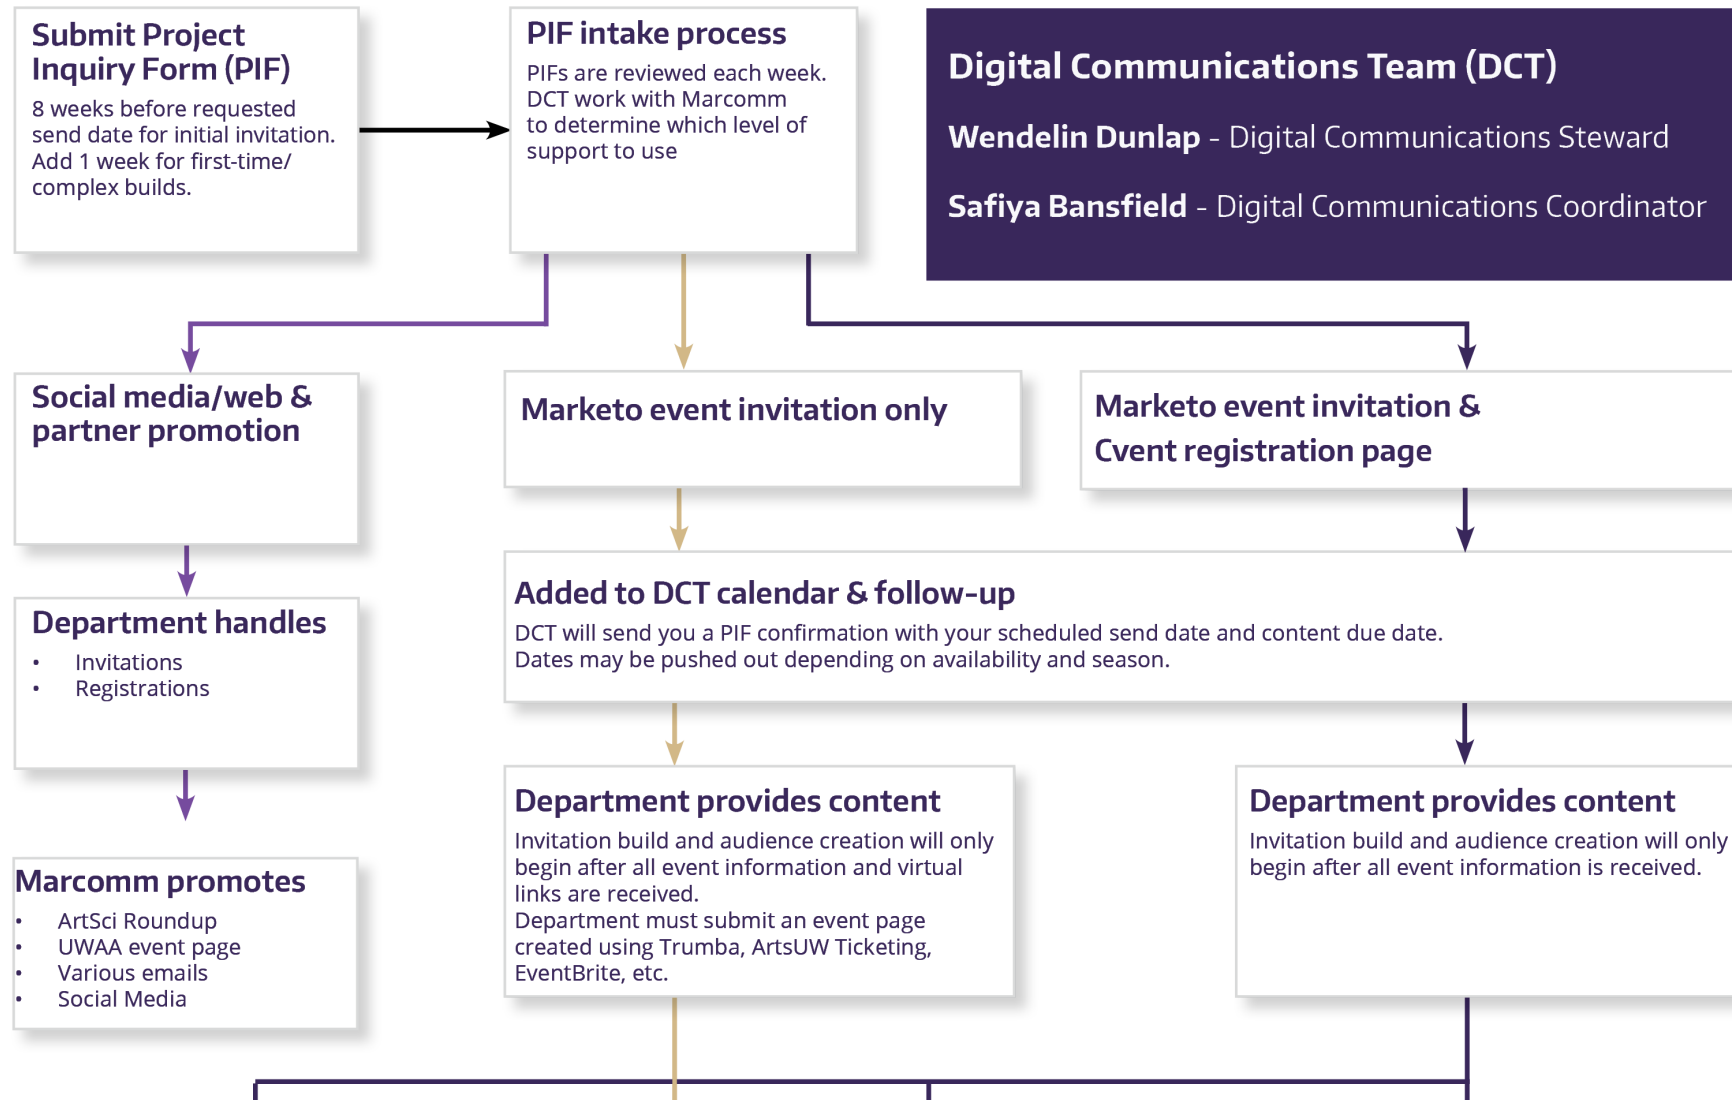 Submit Project
Inquiry Form (PIF)
8 weeks before requested
send date for initial invitation.
Add 1 week for first-time/
complex builds.
PIF intake process
PIFs are reviewed each week.
DCT work with Marcomm
to determine which level of
support to use
Digital Communications Team (DCT)
Wendelin Dunlap - Digital Communications Steward
Safiya Bansfield - Digital Communications Coordinator
Social media/web &
partner promotion
Marketo event invitation only
Marketo event invitation &
Cvent registration page
Added to DCT calendar & follow-up
DCT will send you a PIF confirmation with your scheduled send date and content due date.
Dates may be pushed out depending on availability and season.
Department handles
• Invitations
• Registrations
Department provides content
Invitation build and audience creation will only
begin after all event information and virtual
links are received.
Department must submit an event page
created using Trumba, ArtsUW Ticketing,
EventBrite, etc.
Department provides content
Invitation build and audience creation will only
begin after all event information is received.
Marcomm promotes
• ArtSci Roundup
• UWAA event page
• Various emails
• Social Media